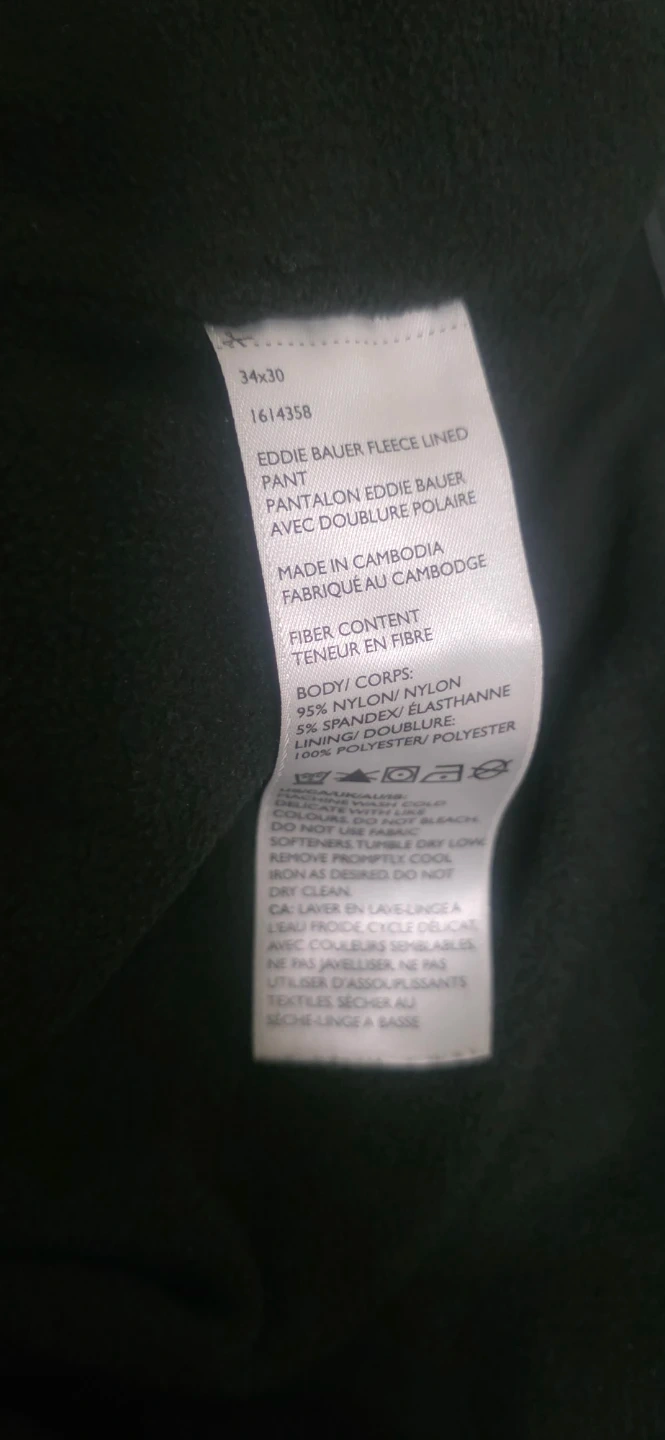 34x30
1614358
EDDIE BAUER FLEECE LINED
PANT
PANTALON EDDIE BAUER
AVEC DOUBLURE POLAIRE
MADE IN CAMBODIA
FABRIQUÉ AU CAMBODGE
FIBER CONTENT
TENEUR EN FIBRE
BODY/ CORPS:
95% NYLON/ NYLON
5% SPANDEX/ ÉLASTHANNE
LINING/ DOUBLURE:
100% POLYESTER/ POLYESTER
MACHINE WASH COLD
DELICATE WITH LIKE
COLOURS. DO NOT BLEACH.
DO NOT USE FABRIC
SOFTENERS. TUMBLE DRY LOW.
REMOVE PROMPTLY. COOL
IRON AS DESIRED. DO NOT
DRY CLEAN.
CA: LAVER EN LAVE-LINGE A
L'EAU FROIDE, CYCLE DÉLICAT,
AVEC COULEURS SEMBLABLES.
NE PAS JAVELLISER. NE PAS
UTILISER D'ASSOUPLISSANTS
TEXTILES. SÉCHER AU
SÈCHE-LINGE A BASSE